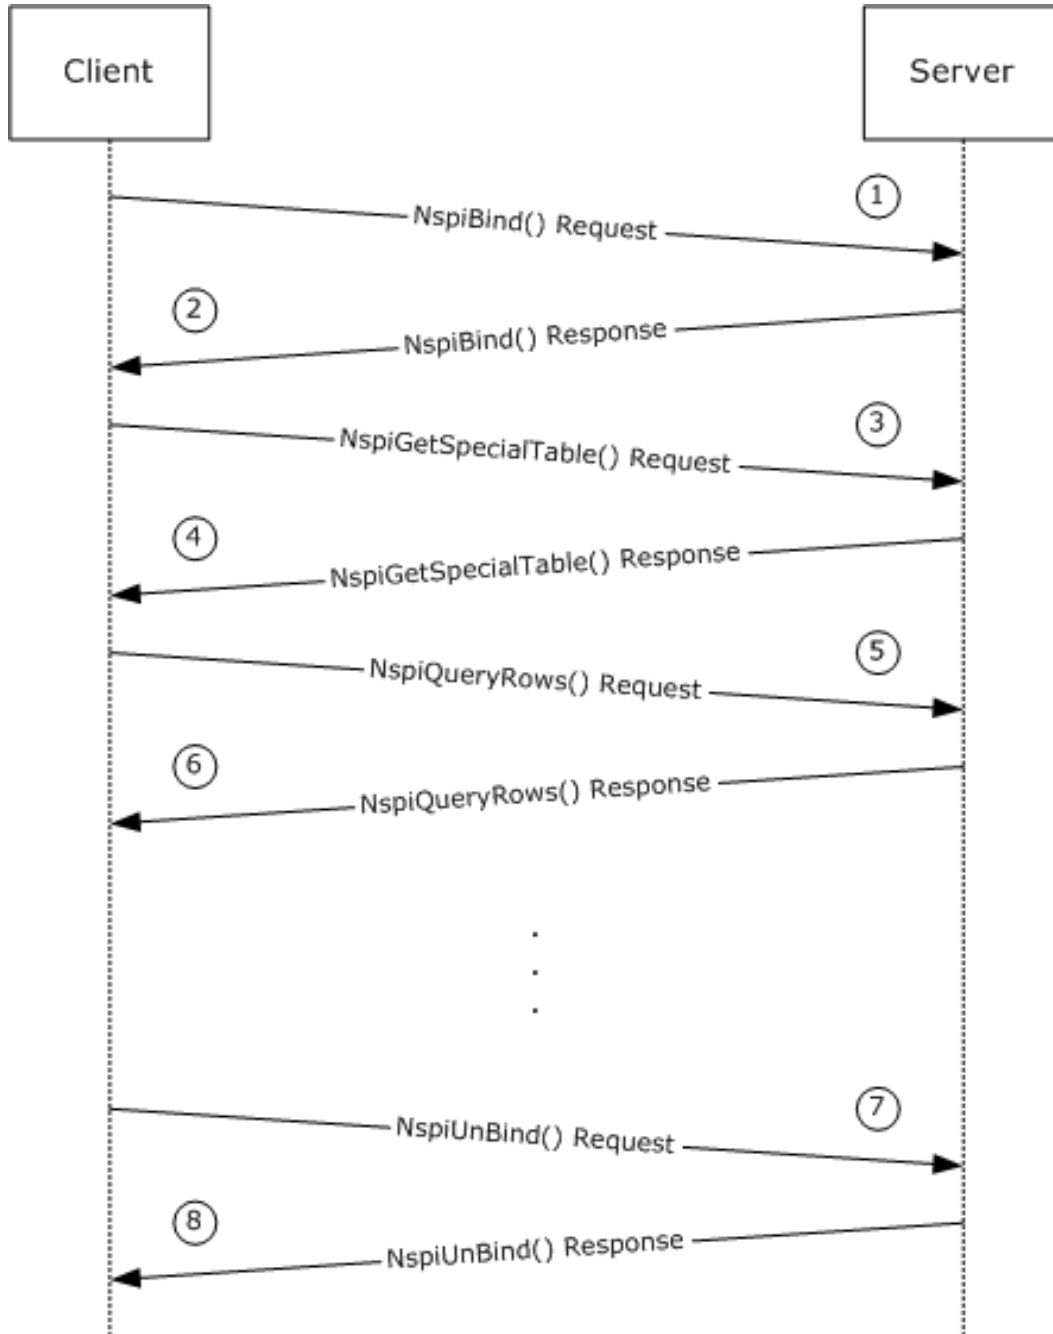 Client
Server
1
NspiBind() Request
2
NspiBind() Response
3
NspiGetSpecialTable() Request
4
NspiGetSpecialTable() Response
5
NspiQueryRows() Request
6
NspiQueryRows() Response
.
.
.
7
NspiUnBind() Request
8
NspiUnBind() Response